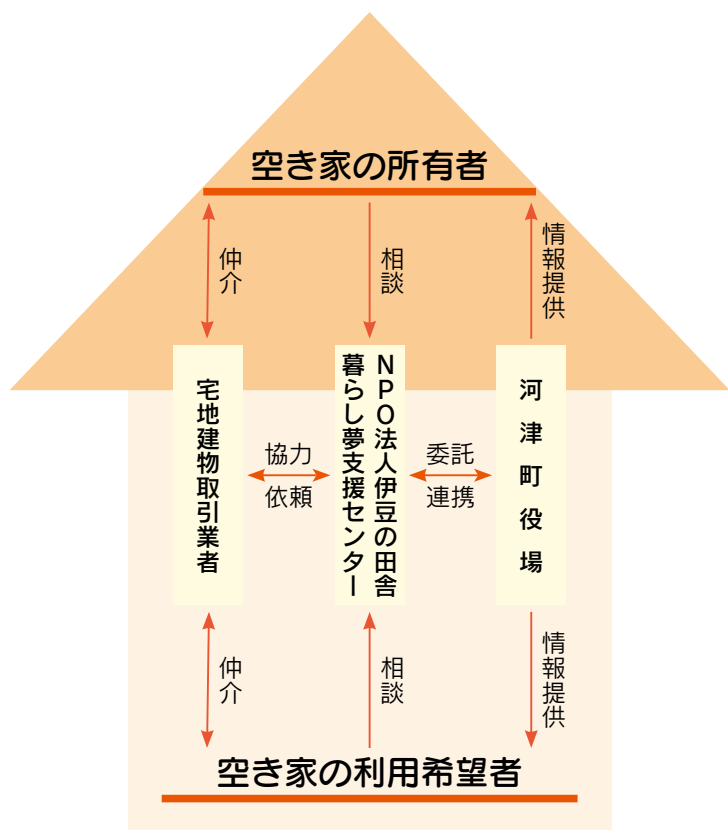 空き家の所有者
仲介
相談
情報提供
宅地建物取引業者
協力
依頼
NPO法人伊豆の田舎
暮らし夢支援センター
委託
連携
河津町役場
仲介
相談
情報提供
空き家の利用希望者